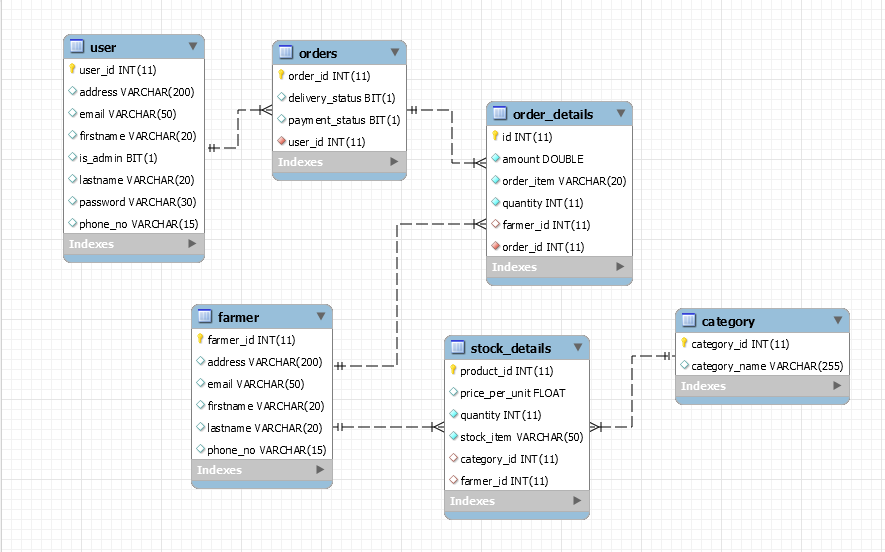 user
user_id INT(11)
address VARCHAR(200)
email VARCHAR(50)
firstname VARCHAR(20)
is_admin BIT(1)
lastname VARCHAR(20)
password VARCHAR(30)
phone_no VARCHAR(15)
Indexes
orders
order_id INT(11)
delivery_status BIT(1)
payment_status BIT(1)
user_id INT(11)
Indexes
order_details
id INT(11)
amount DOUBLE
order_item VARCHAR(20)
quantity INT(11)
farmer_id INT(11)
order_id INT(11)
Indexes
farmer
farmer_id INT(11)
address VARCHAR(200)
email VARCHAR(50)
firstname VARCHAR(20)
lastname VARCHAR(20)
phone_no VARCHAR(15)
Indexes
stock_details
product_id INT(11)
price_per_unit FLOAT
quantity INT(11)
stock_item VARCHAR(50)
category_id INT(11)
farmer_id INT(11)
Indexes
category
category_id INT(11)
category_name VARCHAR(255)
Indexes